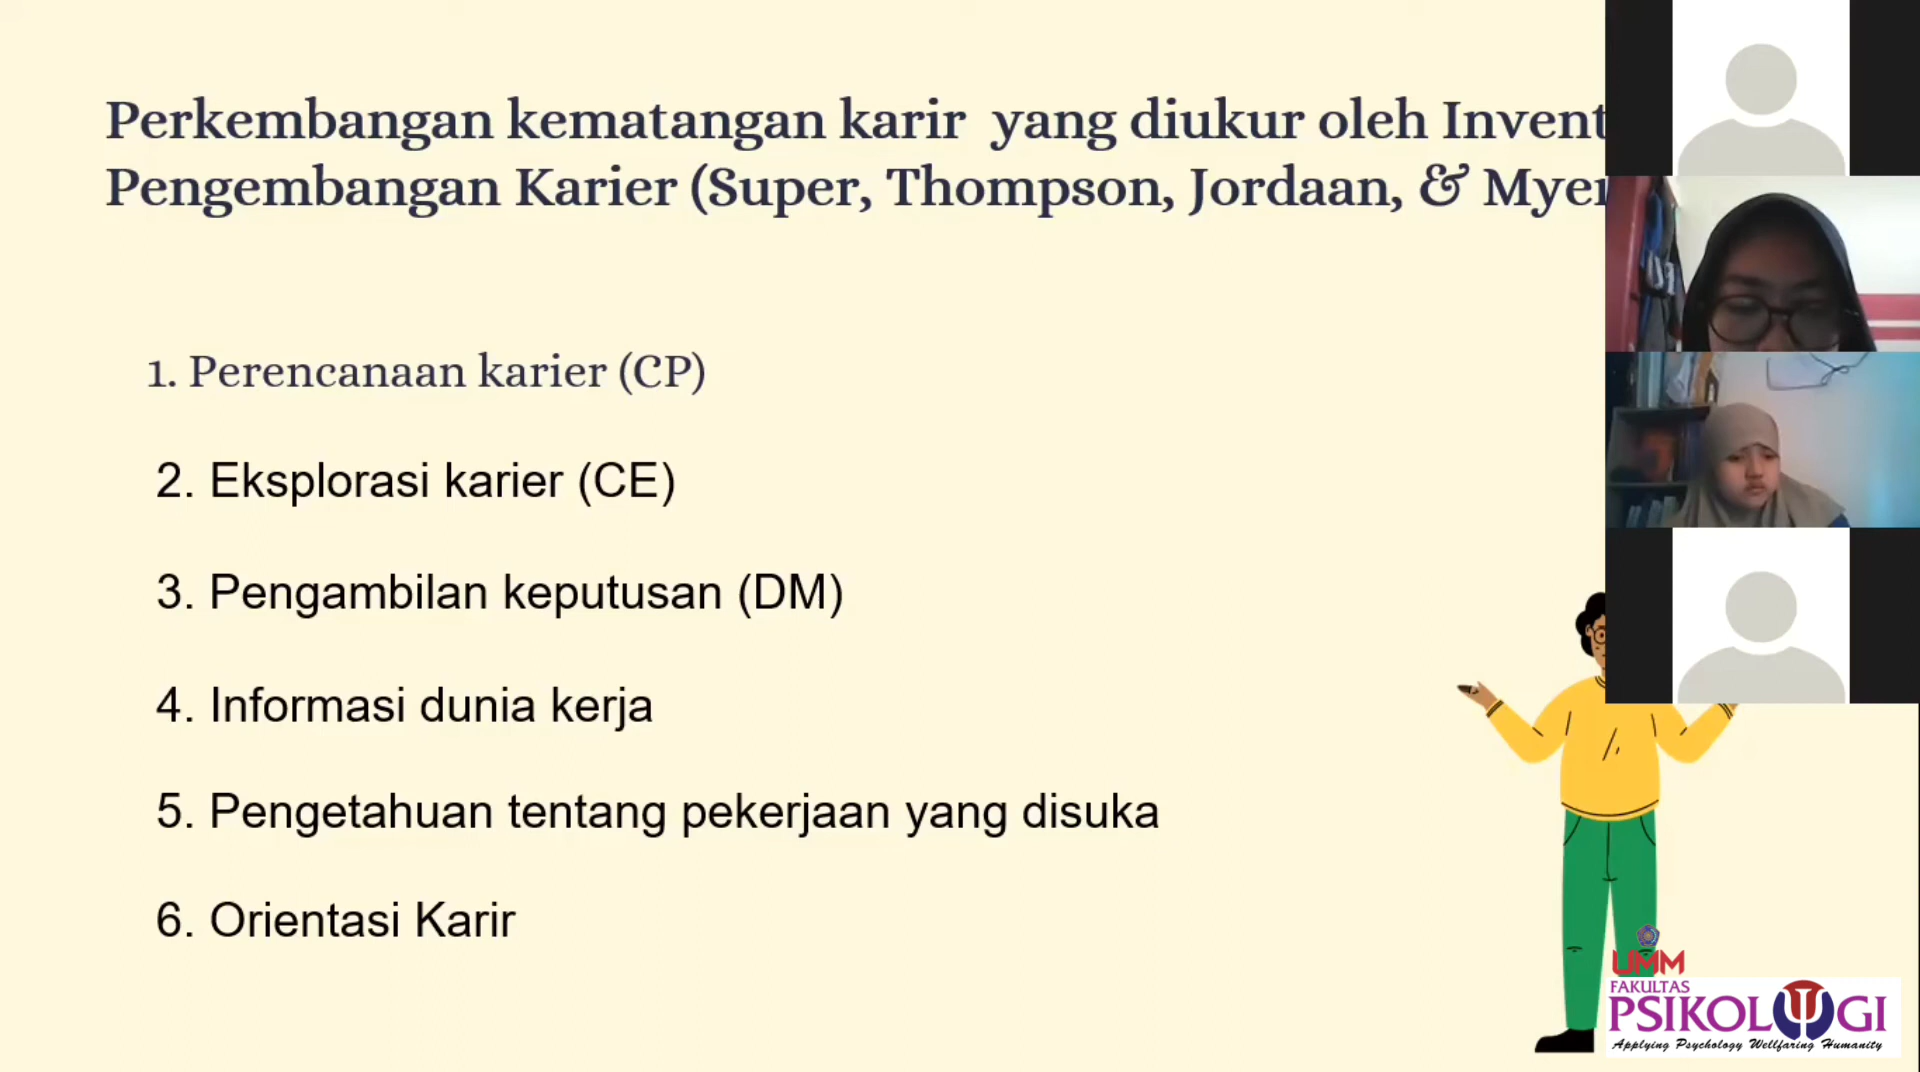 Perkembangan kematangan karir yang diukur oleh
Pengembangan Karier (Super, Thompson, Jordaan, &
1. Perencanaan karier (CP)
2. Eksplorasi karier (CE)
3. Pengambilan keputusan (DM)
4. Informasi dunia kerja
5. Pengetahuan tentang pekerjaan yang disuka
6. Orientasi Karir
UMM
FAKULTAS
PSIKOLOGI
Applying Psychology Wellfaring Humanity